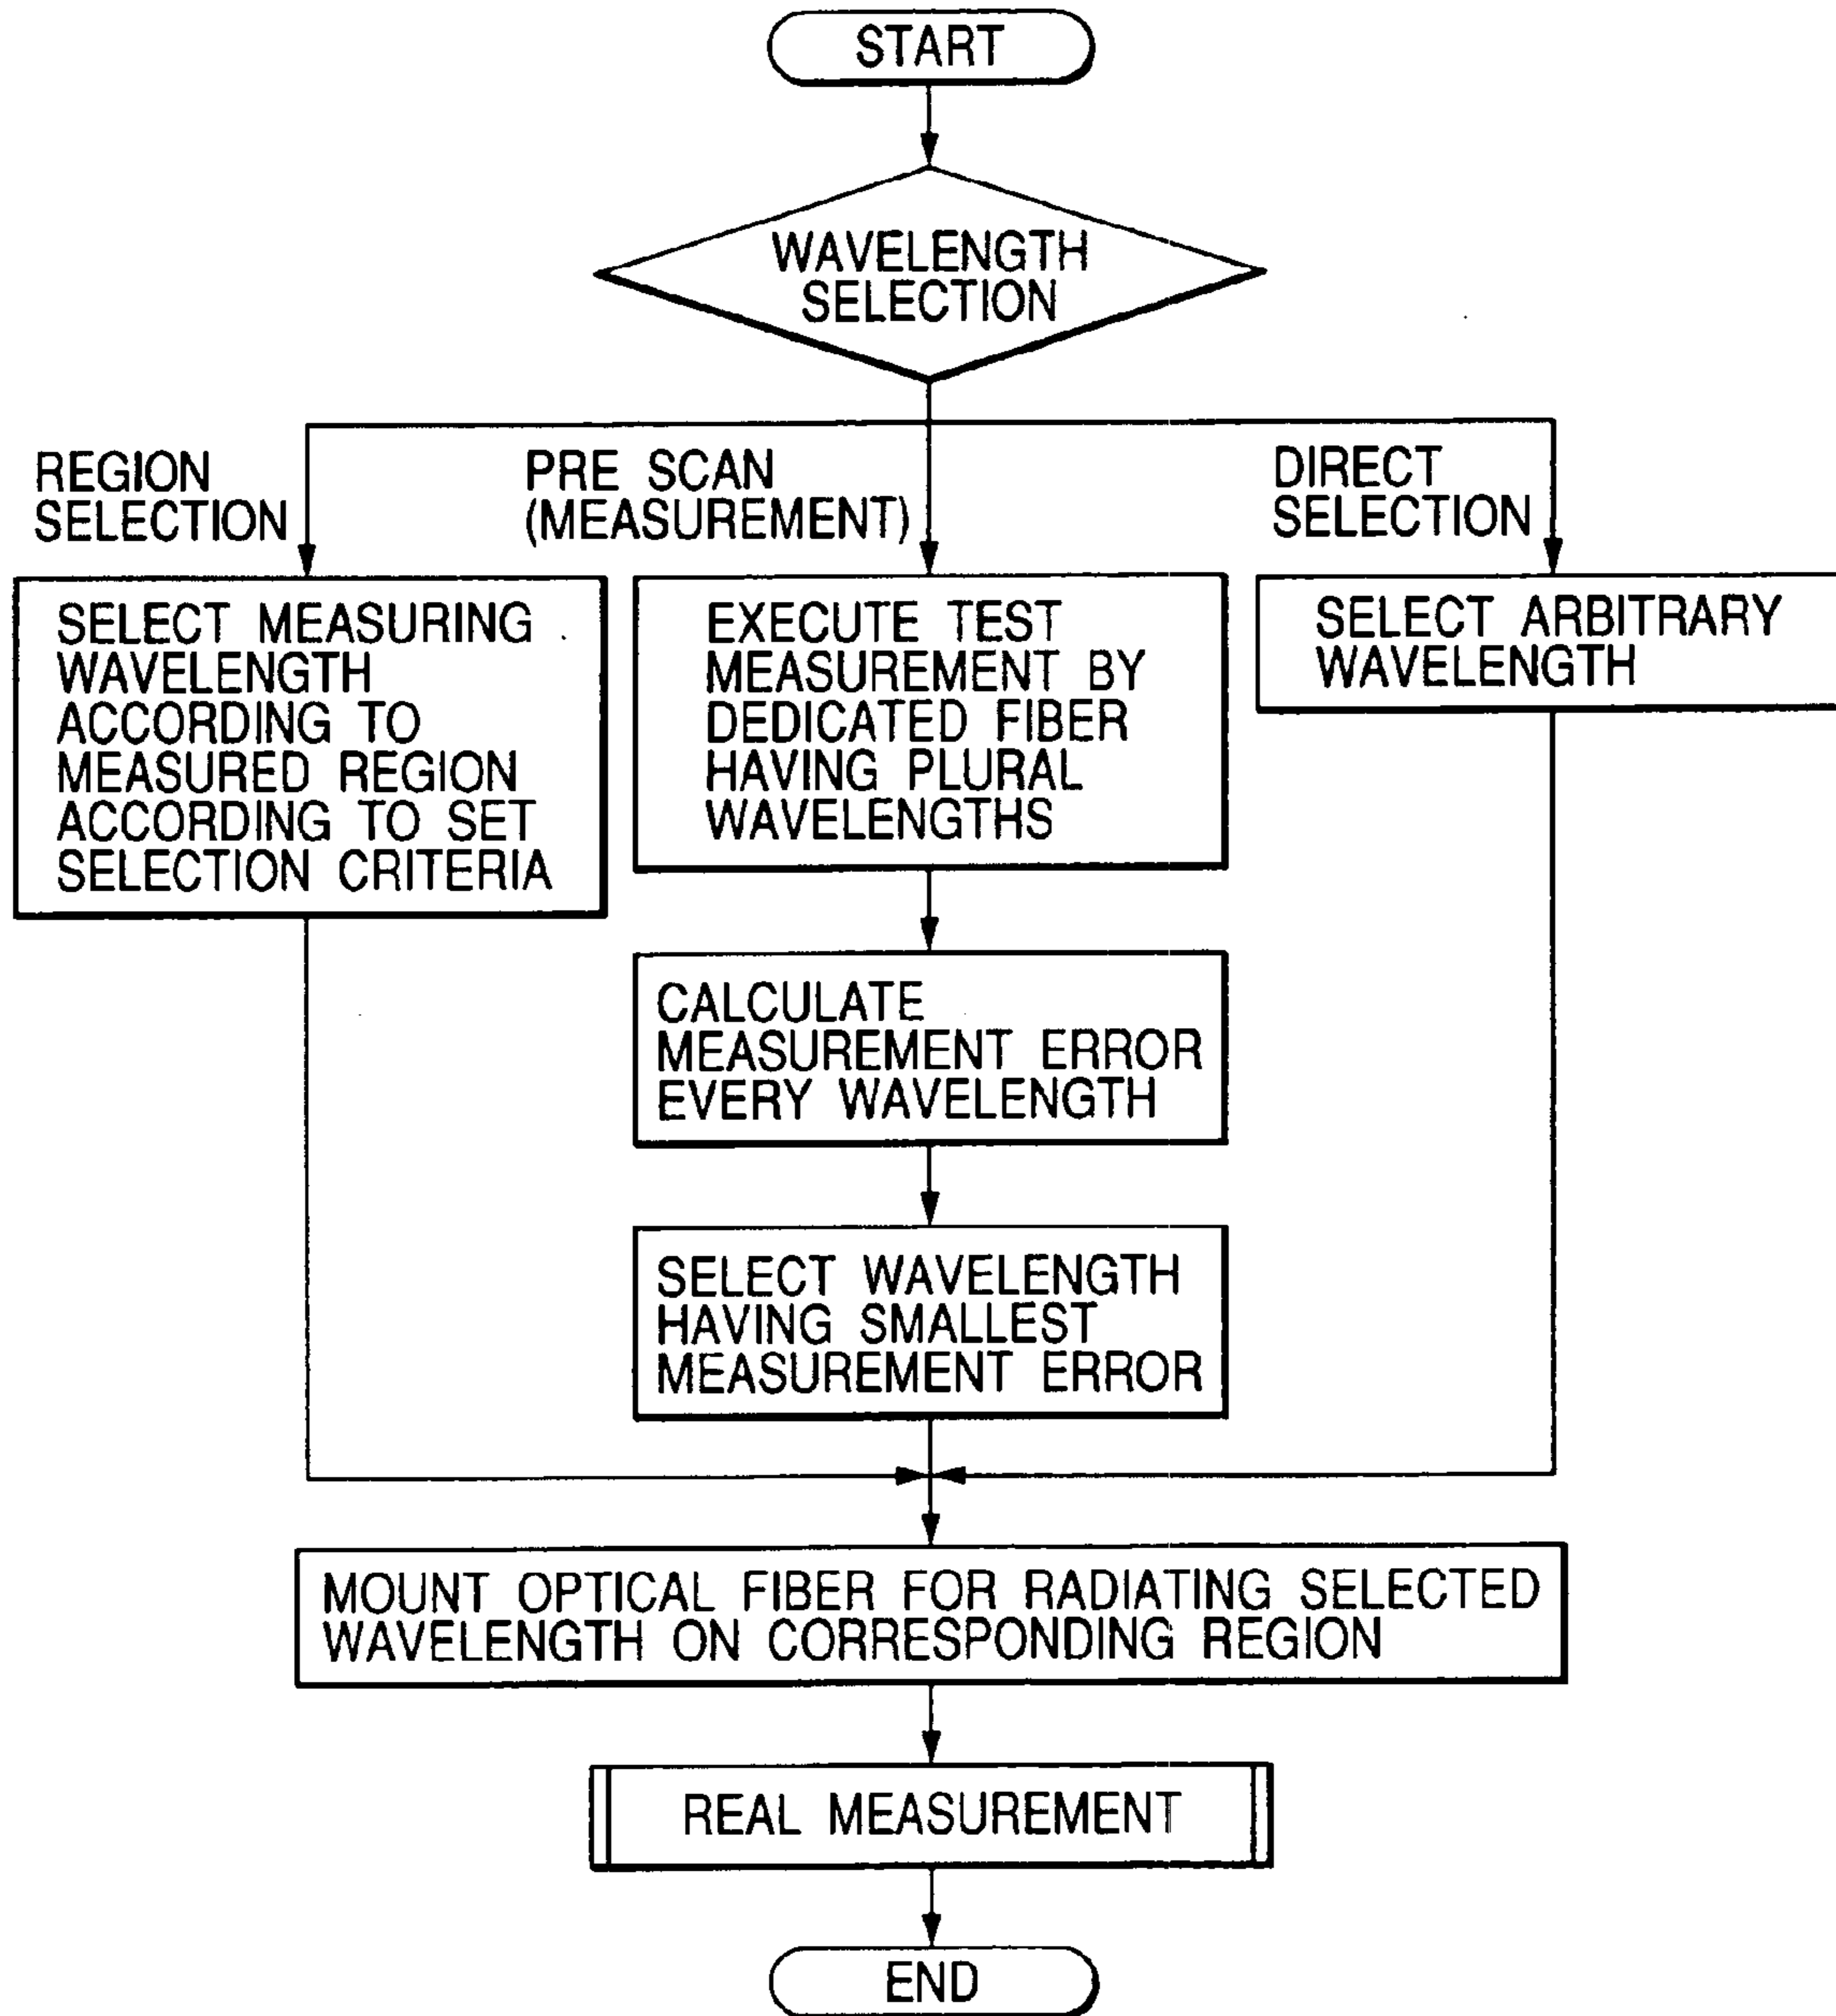 START
WAVELENGTH
SELECTION
REGION
SELECTION
PRE SCAN
(MEASUREMENT)
DIRECT
SELECTION
SELECT MEASURING
WAVELENGTH
ACCORDING TO
MEASURED REGION
ACCORDING TO SET
SELECTION CRITERIA
EXECUTE TEST
MEASUREMENT BY
DEDICATED FIBER
HAVING PLURAL
WAVELENGTHS
SELECT ARBITRARY
WAVELENGTH
CALCULATE
MEASUREMENT ERROR
EVERY WAVELENGTH
SELECT WAVELENGTH
HAVING SMALLEST
MEASUREMENT ERROR
MOUNT OPTICAL FIBER FOR RADIATING SELECTED
WAVELENGTH ON CORRESPONDING REGION
REAL MEASUREMENT
END